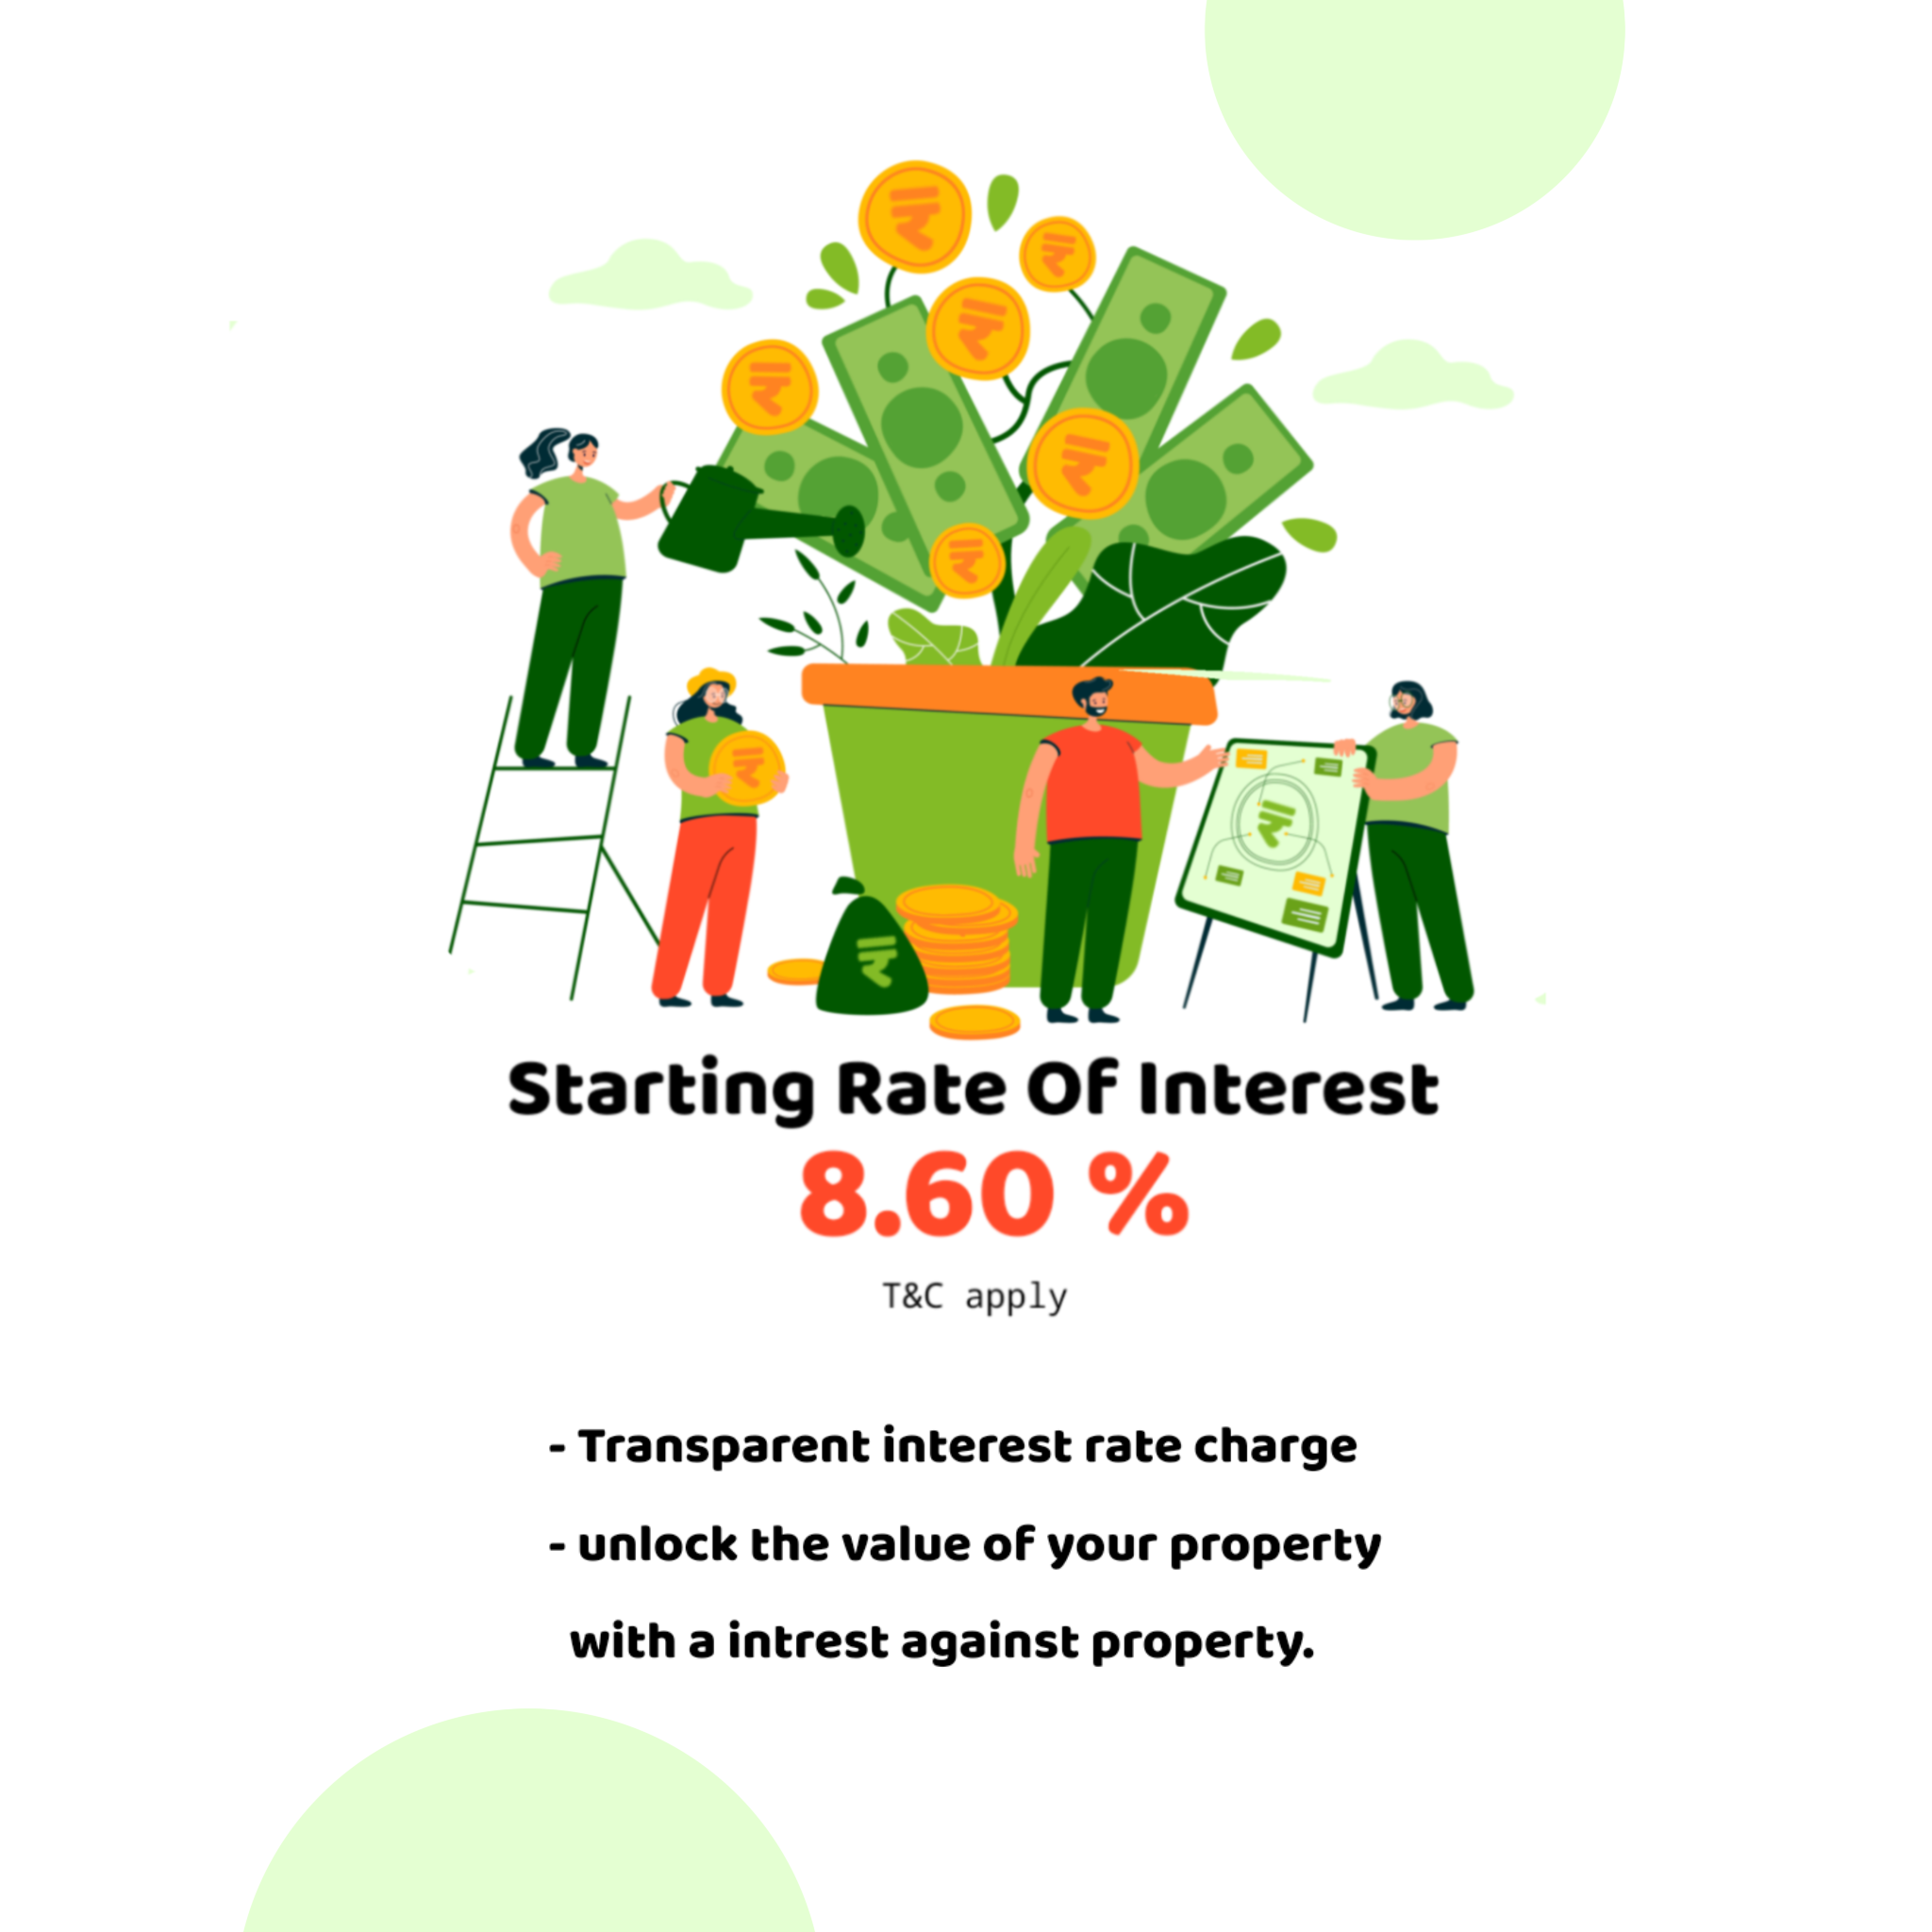 Starting Rate Of Interest
8.60 %
T&C apply
- Transparent interest rate charge
- unlock the value of your property
with a intrest against property.